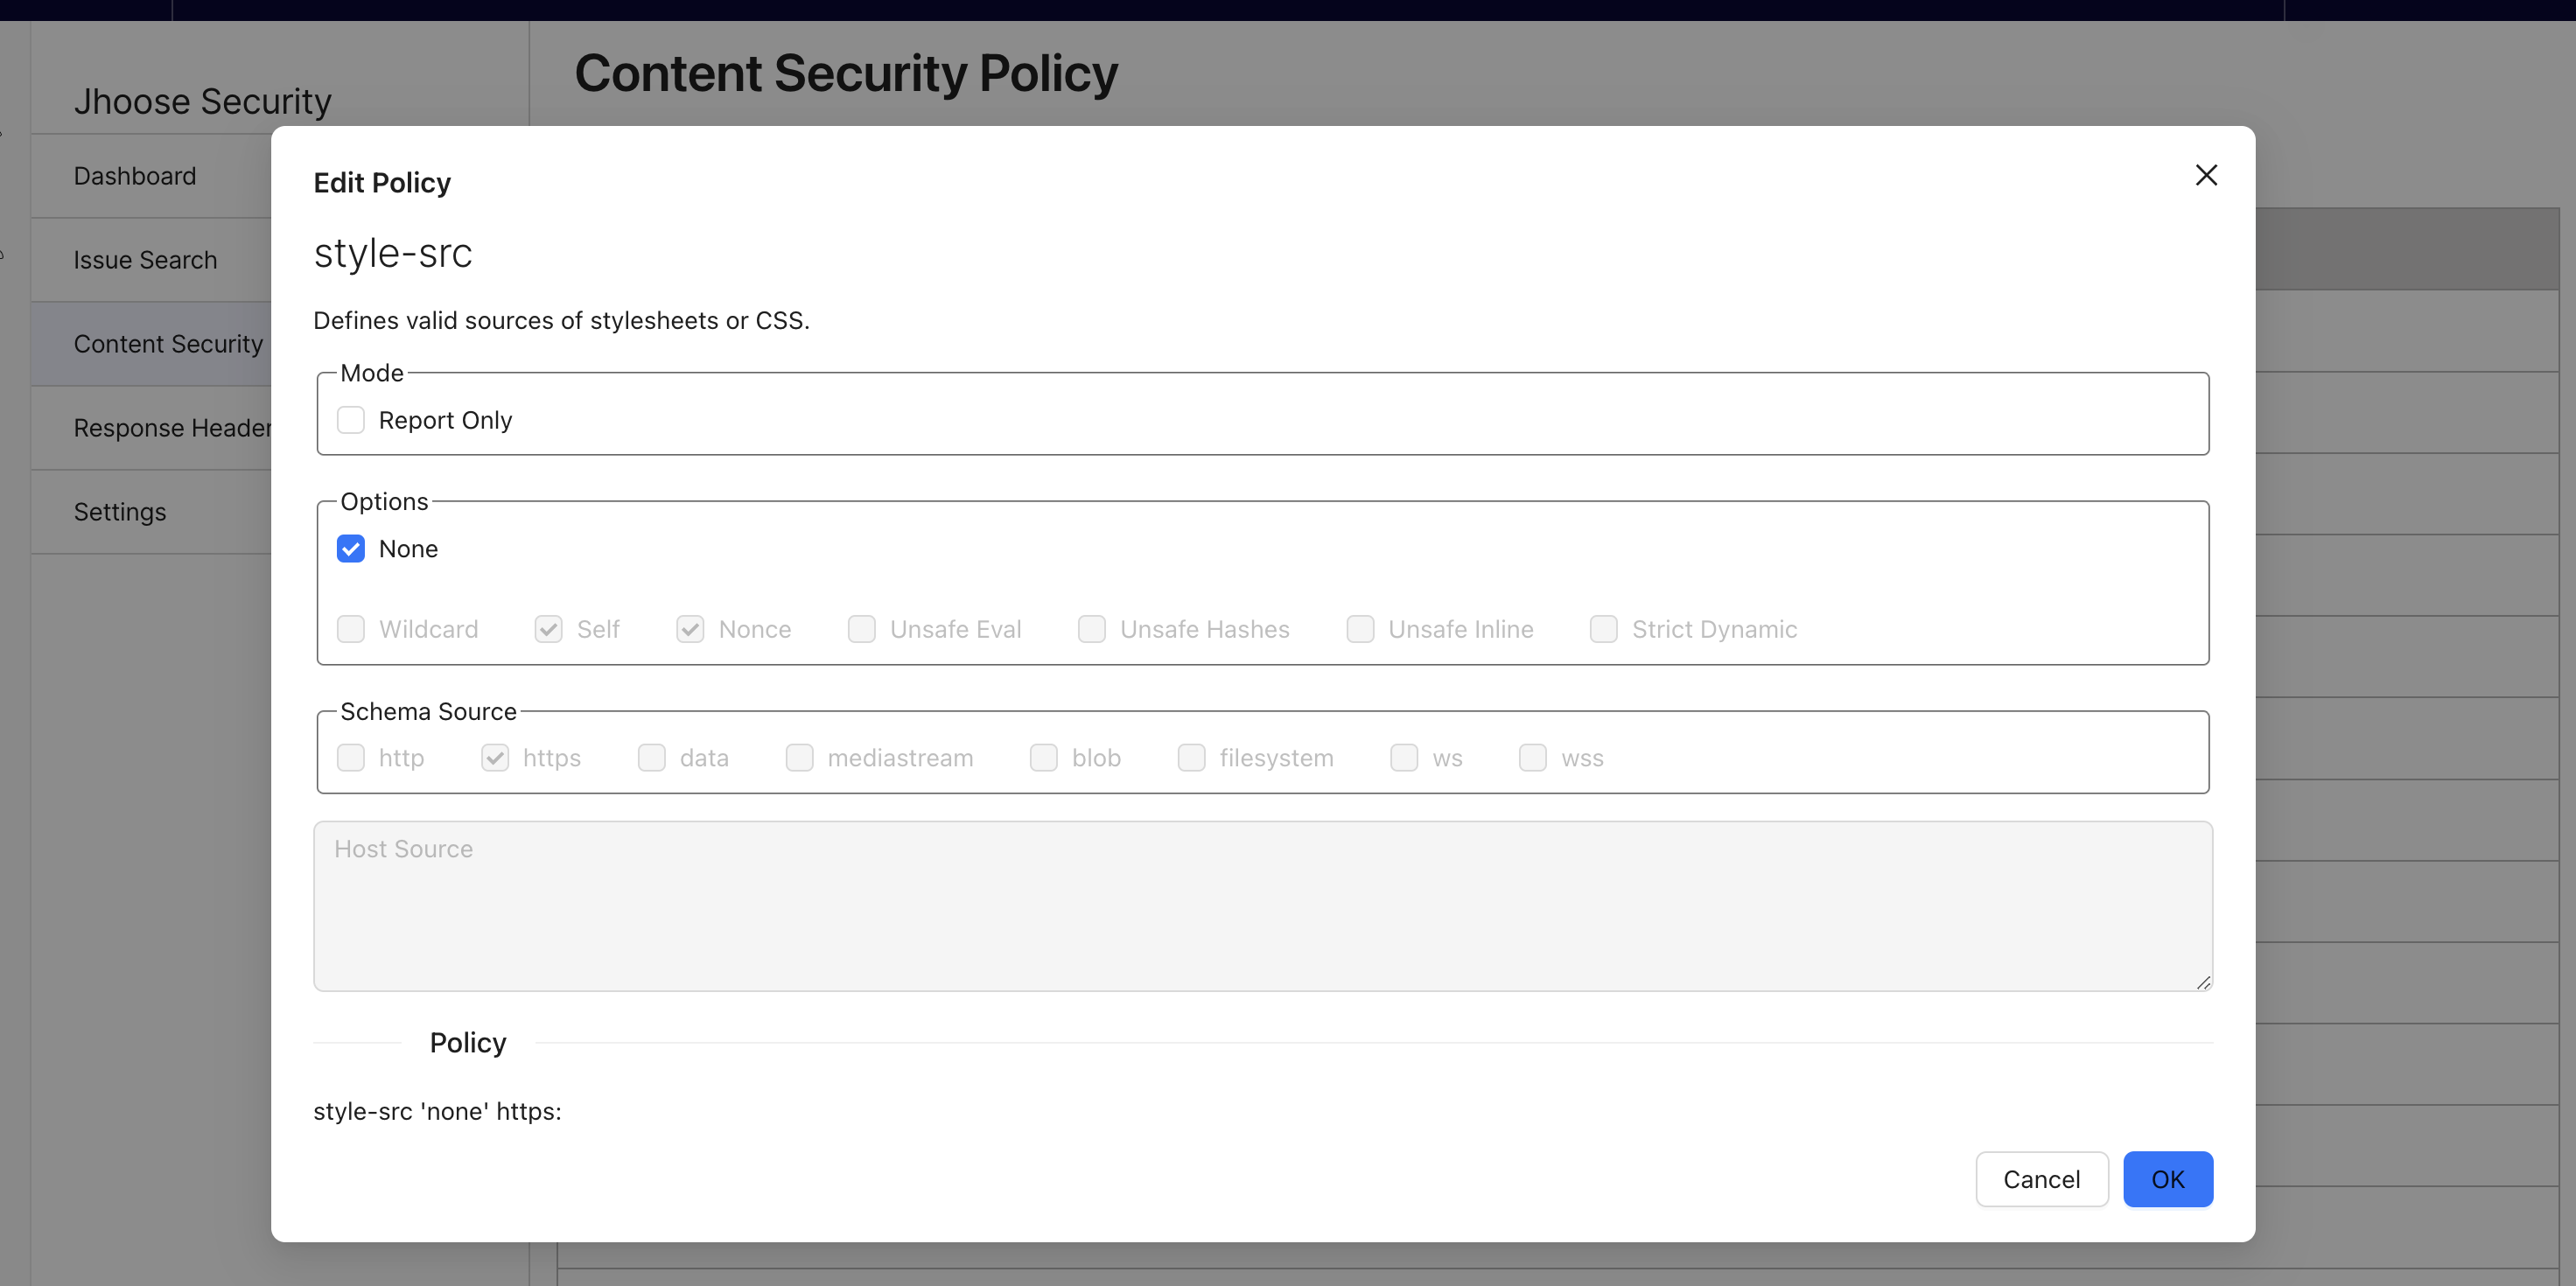 Content Security Policy
Jhoose Security
Dashboard
Issue Search
Content Security
Response Header
Settings
Edit Policy
style-src
Defines valid sources of stylesheets or CSS.
Mode
Report Only
Options
None
Wildcard Self Nonce Unsafe Eval Unsafe Hashes Unsafe Inline Strict Dynamic
Schema Source
http https data mediastream blob filesystem ws wss
Host Source
Policy
style-src 'none' https:
Cancel OK